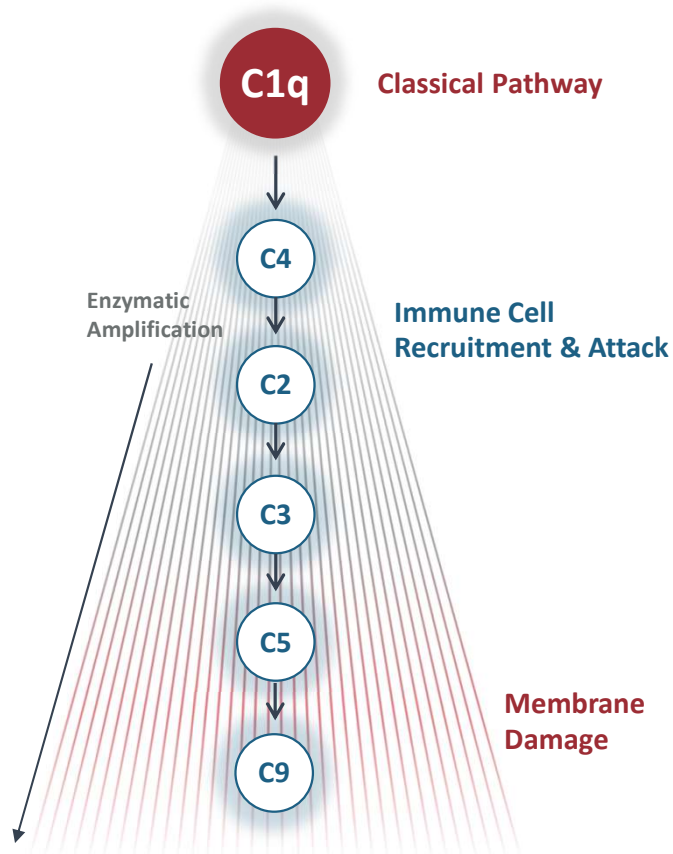 C1q
Classical Pathway
C4
Enzymatic
Amplification
Immune Cell
Recruitment & Attack
C2
C3
C5
Membrane
Damage
C9